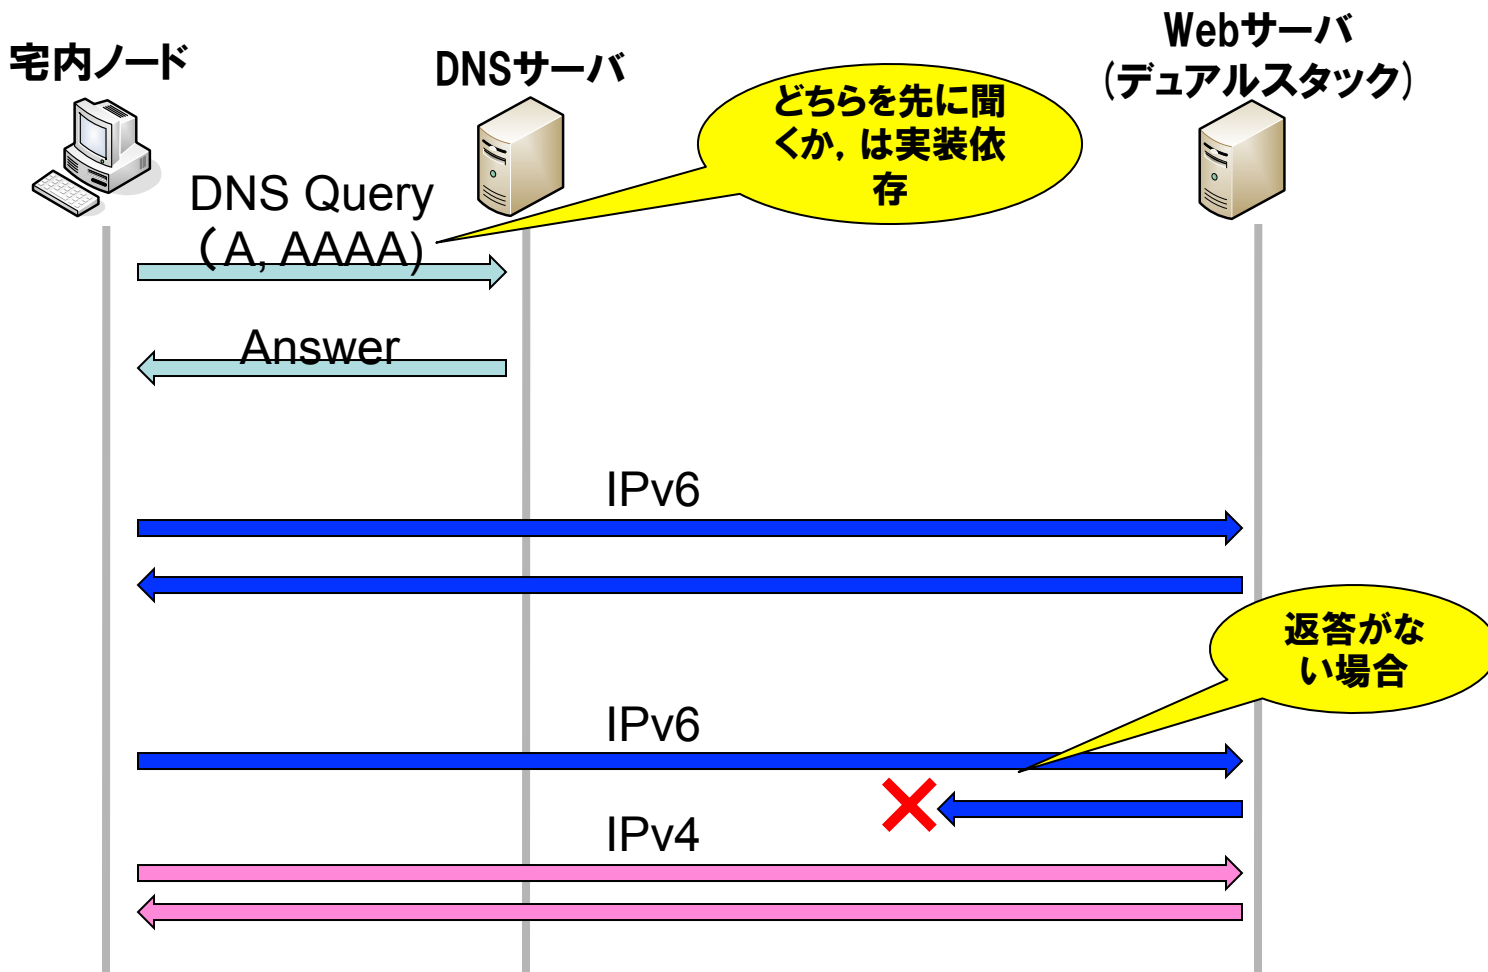 宅内ノード
DNSサーバ
Webサーバ
(デュアルスタック)
どちらを先に聞
くか, は実装依
存
DNS Query
（A, AAAA)
Answer
IPv6
返答がな
い場合
IPv6
IPv4